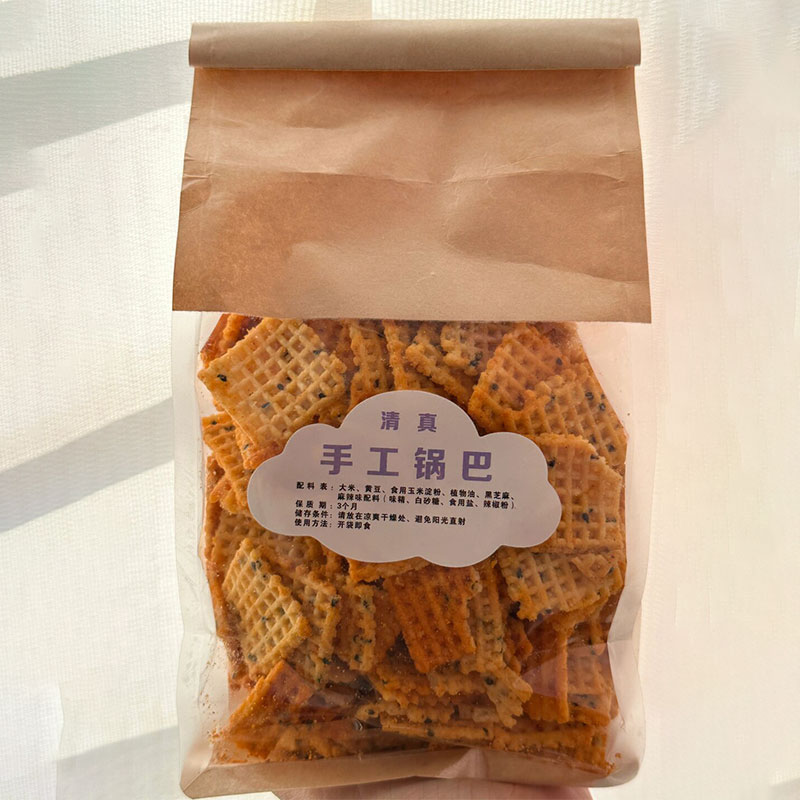 清真
手工锅巴
配料表：大米、黄豆、食用玉米淀粉、植物油、黑芝麻、
麻辣味配料（味精、白砂糖、食用盐、辣椒粉）
保质期：3个月
储存条件：请放在凉爽干燥处、避免阳光直射
使用方法：开袋即食